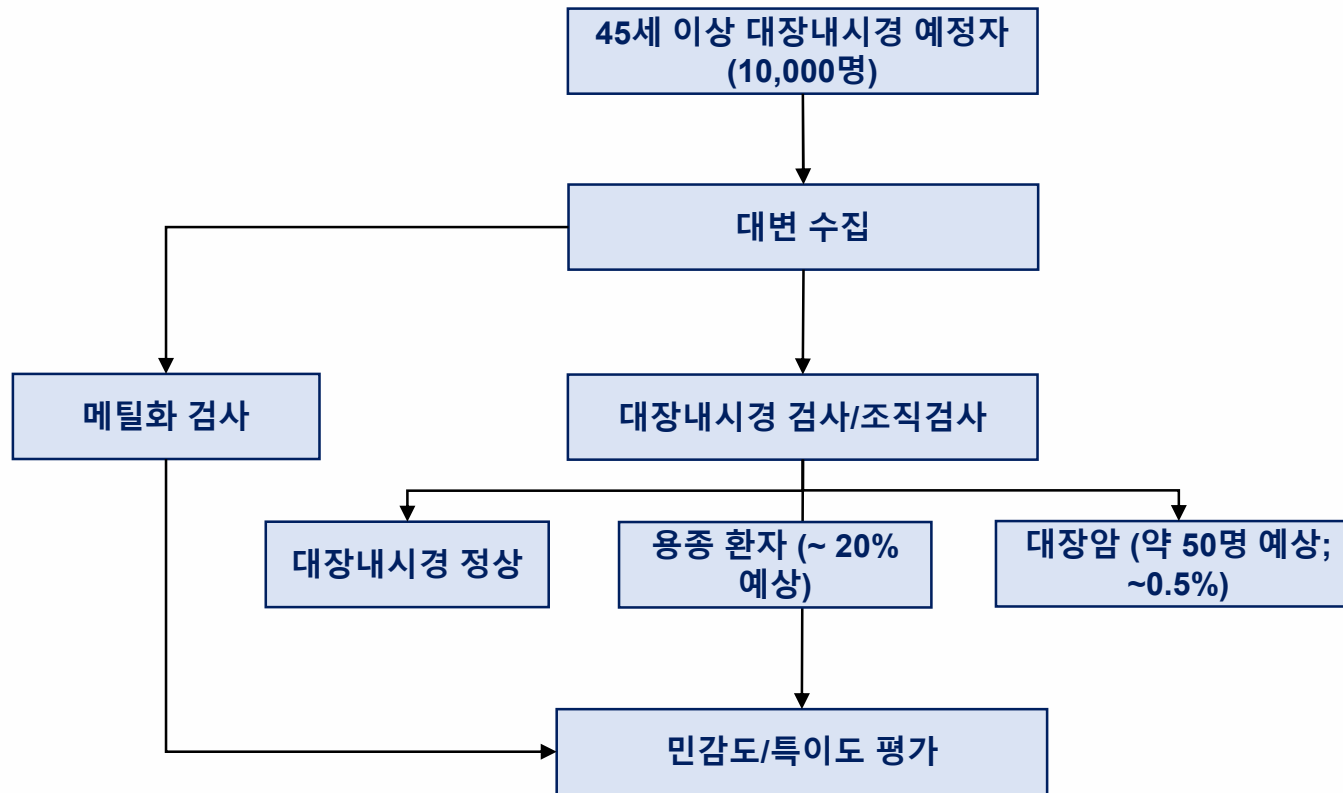 45세 이상 대장내시경 예정자
(10,000명)
대변 수집
메틸화 검사
대장내시경 검사/조직검사
대장내시경 정상
용종 환자 (~ 20%
예상)
대장암 (약 50명 예상;
~0.5%)
민감도/특이도 평가